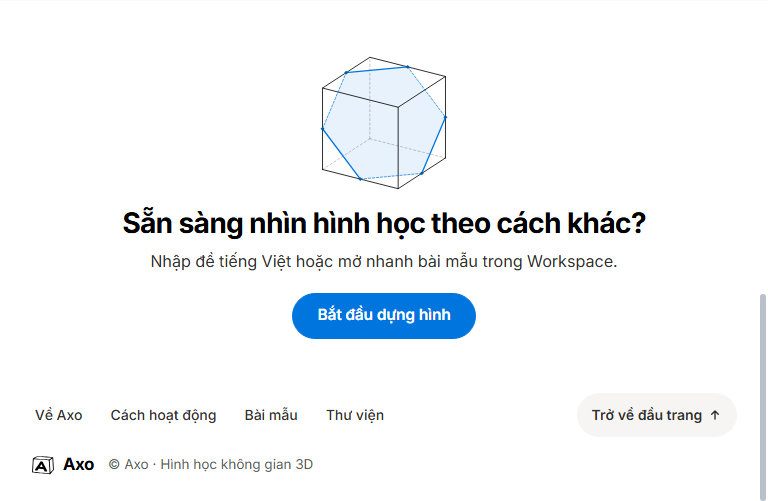 Sẵn sàng nhìn hình học theo cách khác?
Nhập đề tiếng Việt hoặc mở nhanh bài mẫu trong Workspace.
Bắt đầu dựng hình
Về Axo Cách hoạt động Bài mẫu Thư viện Trở về đầu trang ↑
A Axo © Axo · Hình học không gian 3D